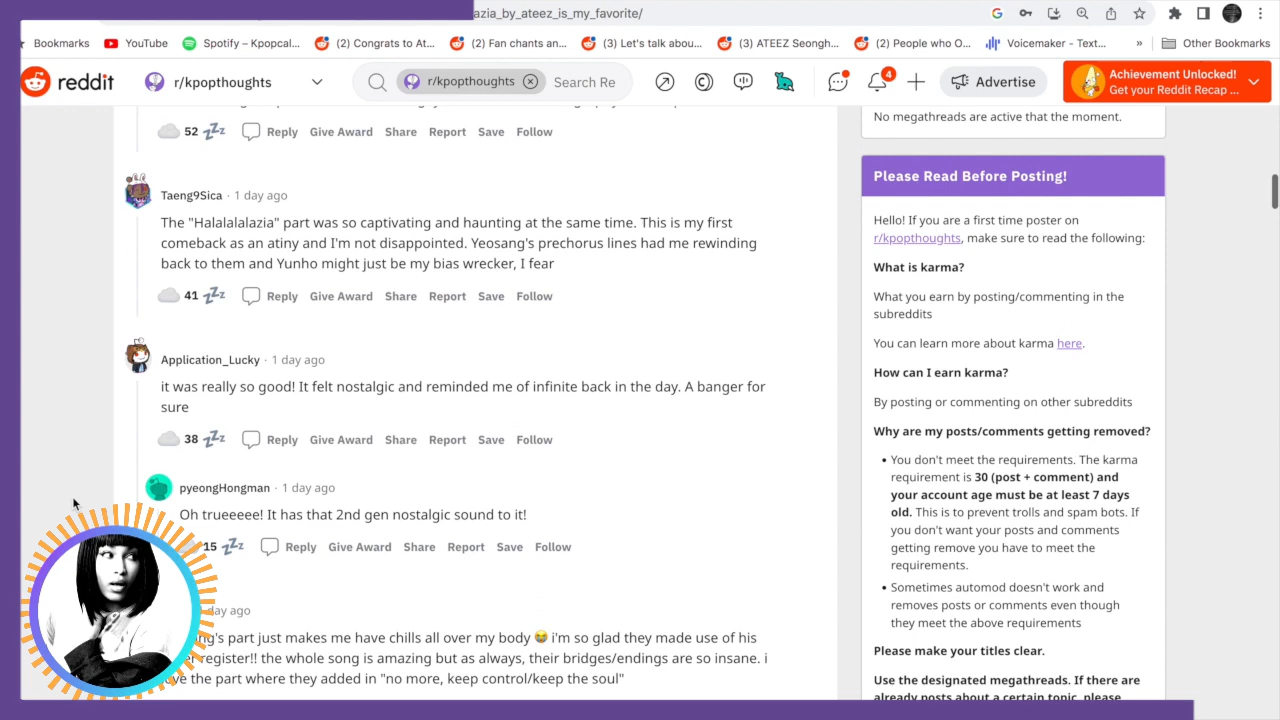 azia_by_ateez_is_my_favorite/
Bookmarks YouTube Spotify – Kpopcal... (2) Congrats to At... (2) Fan chants an... (3) Let's talk abou... (3) ATEEZ Seongh... (2) People who O... Voicemaker - Text... » Other Bookmarks
reddit r/kpopthoughts r/kpopthoughts Search Re 4 Advertise
Achievement Unlocked!
Get your Reddit Recap ...
52 Reply Give Award Share Report Save Follow
Taeng9Sica · 1 day ago
The "Halalalalazia" part was so captivating and haunting at the same time. This is my first
comeback as an atiny and I'm not disappointed. Yeosang's prechorus lines had me rewinding
back to them and Yunho might just be my bias wrecker, I fear
41 Reply Give Award Share Report Save Follow
Application_Lucky · 1 day ago
it was really so good! It felt nostalgic and reminded me of infinite back in the day. A banger for
sure
38 Reply Give Award Share Report Save Follow
pyeongHongman · 1 day ago
Oh trueeeee! It has that 2nd gen nostalgic sound to it!
15 Reply Give Award Share Report Save Follow
day ago
part just makes me have chills all over my body 😭 i'm so glad they made use of his
register!! the whole song is amazing but as always, their bridges/endings are so insane. i
the part where they added in "no more, keep control/keep the soul"
No megathreads are active that the moment.
Please Read Before Posting!
Hello! If you are a first time poster on
r/kpopthoughts, make sure to read the following:
What is karma?
What you earn by posting/commenting in the
subreddits
You can learn more about karma here.
How can I earn karma?
By posting or commenting on other subreddits
Why are my posts/comments getting removed?
• You don't meet the requirements. The karma
requirement is 30 (post + comment) and
your account age must be at least 7 days
old. This is to prevent trolls and spam bots. If
you don't want your posts and comments
getting remove you have to meet the
requirements.
• Sometimes automod doesn't work and
removes posts or comments even though
they meet the above requirements
Please make your titles clear.
Use the designated megathreads. If there are
already posts about a certain topic, please